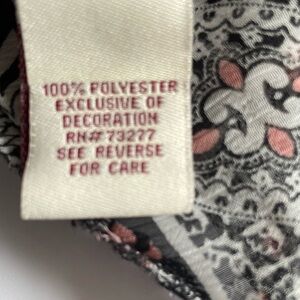 100% POLYESTER
EXCLUSIVE OF
DECORATION
RN# 73277
SEE REVERSE
FOR CARE